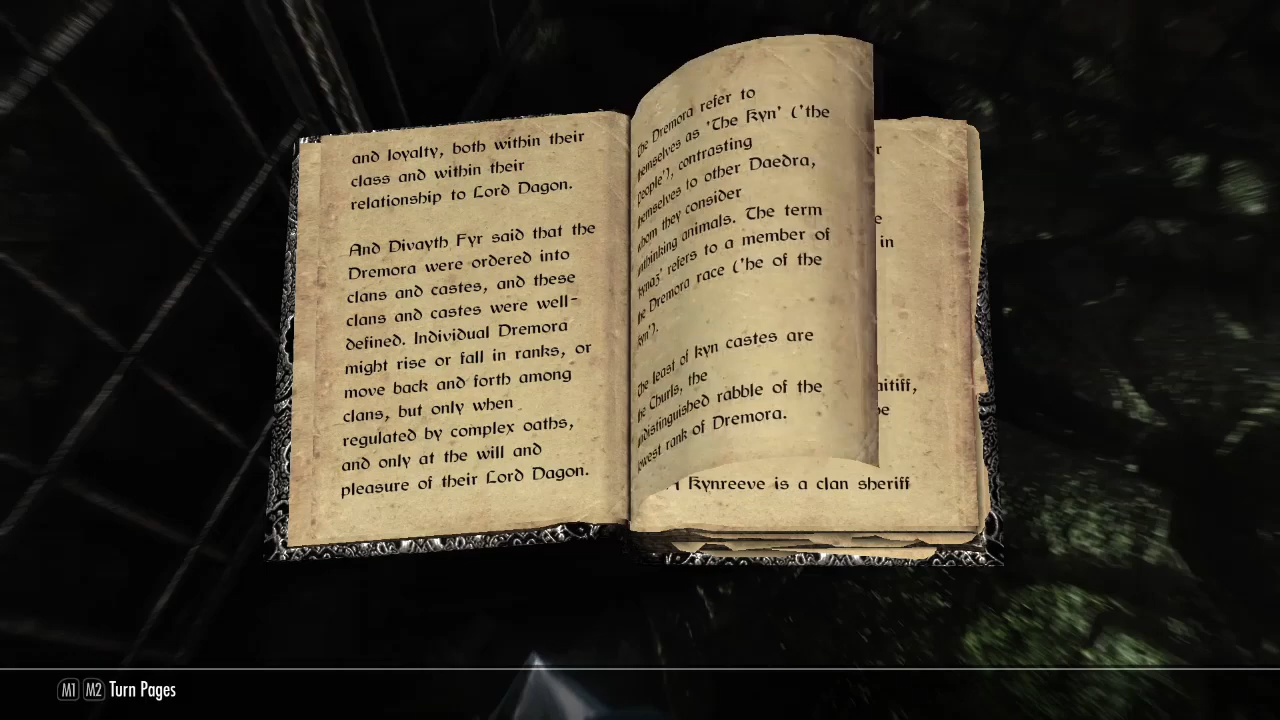 and loyalty, both within their
class and within their
relationship to Lord Dagon.
And Divayth Fyr said that the
Dremora were ordered into
clans and castes, and these
clans and castes were well-
defined. Individual Dremora
might rise or fall in ranks, or
move back and forth among
clans, but only when
regulated by complex oaths,
and only at the will and
pleasure of their Lord Dagon.
The Dremora refer to
themselves as 'The Kyn' ('the
people'), contrasting
themselves to other Daedra,
whom they consider
unthinking animals. The term
'kynaz' refers to a member of
the Dremora race ('he of the
Kyn').
The least of kyn castes are
the Churls, the
undistinguished rabble of the
lowest rank of Dremora.
in
aitiff,
A Kynreeve is a clan sheriff
M1 M2 Turn Pages